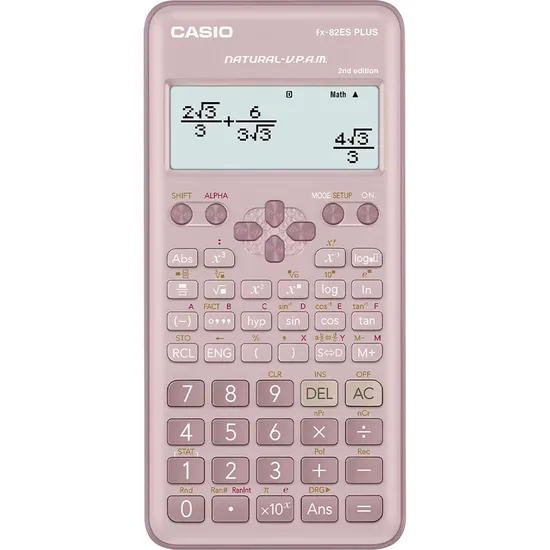 CASIO fx-82ES PLUS
NATURAL-V.P.A.M.
2nd edition
D Math ▲
2√3/3 + 6/3√3
4√3/3
SHIFT ALPHA MODE SETUP ON
: x!
Abs x³ x⁻¹ log
³√■ ■√■ 10■ e■
√■ x² x■ log ln
A FACT B C sin⁻¹ D cos⁻¹ E tan⁻¹ F
(−) hyp sin cos tan
STO ← % , X Y M− M
RCL ENG ( ) S⇔D M+
CLR INS OFF
7 8 9 DEL AC
nPr nCr
4 5 6 × ÷
STAT Pol Rec
1 2 3 + −
Rnd Ran# RanInt π e DRG▶
0 • ×10ˣ Ans =